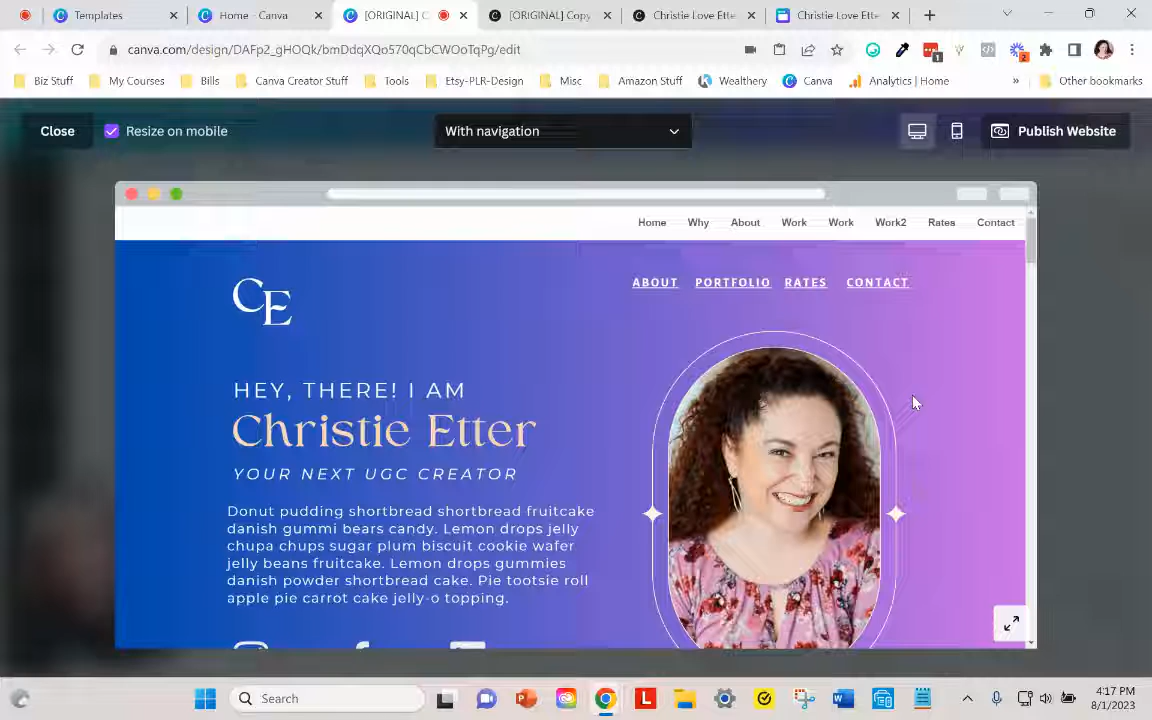 Templates
Home - Canva
[ORIGINAL] C
[ORIGINAL] Copy
Christie Love Ette
Christie Love Ette
canva.com/design/DAFp2_gHOQk/bmDdqXQo570qCbCWOoTqPg/edit
1
2
Biz Stuff
My Courses
Bills
Canva Creator Stuff
Tools
Etsy-PLR-Design
Misc
Amazon Stuff
Wealthery
Canva
Analytics | Home
»
Other bookmarks
Close
Resize on mobile
With navigation
Publish Website
Home
Why
About
Work
Work
Work2
Rates
Contact
CE
ABOUT
PORTFOLIO
RATES
CONTACT
HEY, THERE! I AM
Christie Etter
YOUR NEXT UGC CREATOR
Donut pudding shortbread shortbread fruitcake
danish gummi bears candy. Lemon drops jelly
chupa chups sugar plum biscuit cookie wafer
jelly beans fruitcake. Lemon drops gummies
danish powder shortbread cake. Pie tootsie roll
apple pie carrot cake jelly-o topping.
Search
4:17 PM
8/1/2023